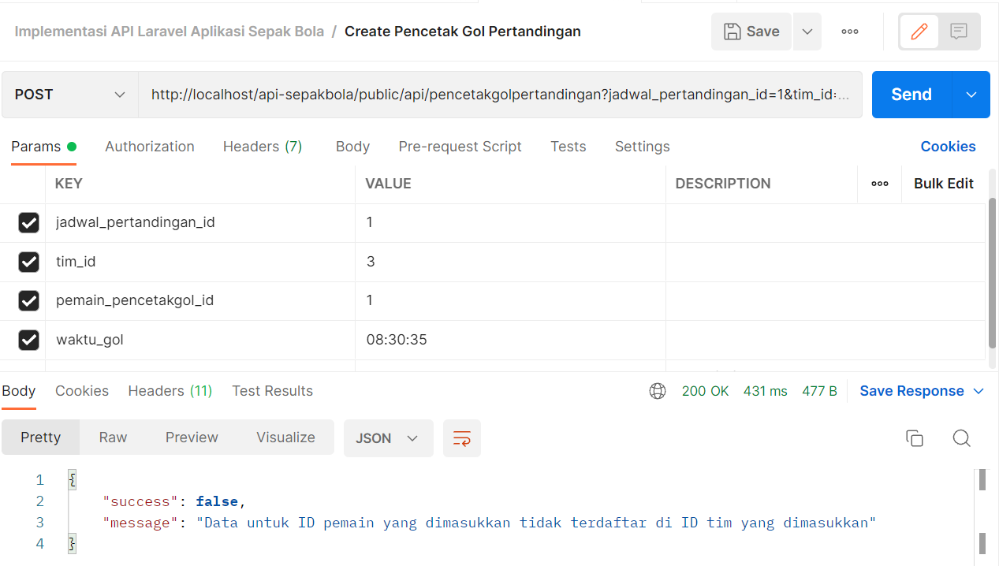 Implementasi API Laravel Aplikasi Sepak Bola / Create Pencetak Gol Pertandingan Save
POST http://localhost/api-sepakbola/public/api/pencetakgolpertandingan?jadwal_pertandingan_id=1&tim_id:... Send
Params Authorization Headers (7) Body Pre-request Script Tests Settings Cookies
KEY VALUE DESCRIPTION Bulk Edit
jadwal_pertandingan_id 1
tim_id 3
pemain_pencetakgol_id 1
waktu_gol 08:30:35
Body Cookies Headers (11) Test Results 200 OK 431 ms 477 B Save Response
Pretty Raw Preview Visualize JSON
1 {
2 "success": false,
3 "message": "Data untuk ID pemain yang dimasukkan tidak terdaftar di ID tim yang dimasukkan"
4 }